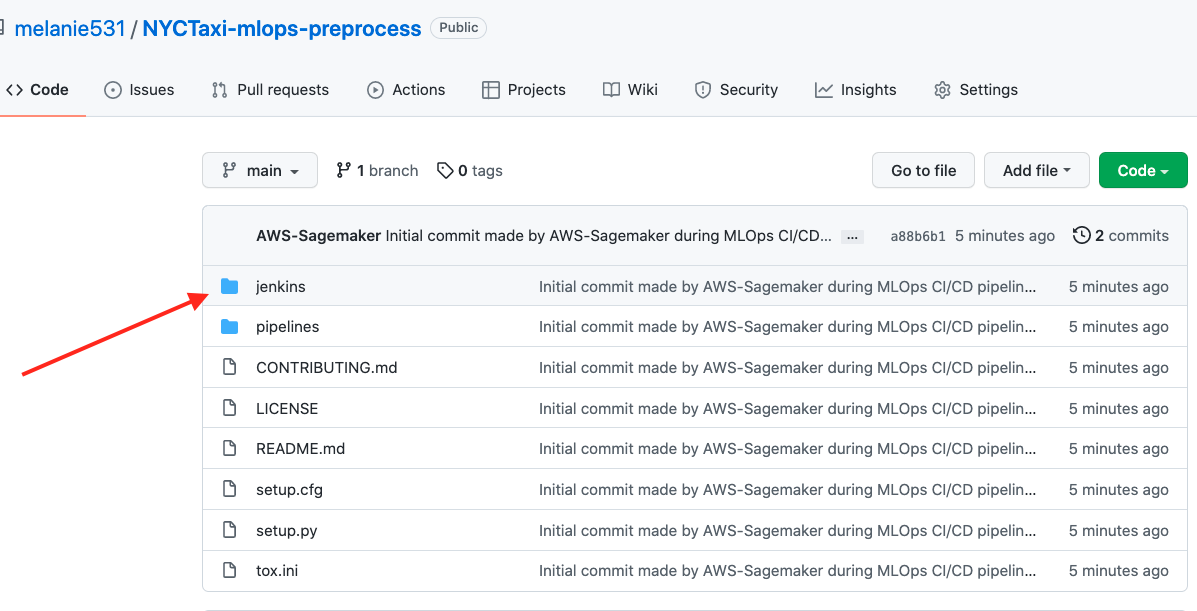 melanie531 / NYCTaxi-mlops-preprocess Public
Code Issues Pull requests Actions Projects Wiki Security Insights Settings
main 1 branch 0 tags Go to file Add file Code
AWS-Sagemaker Initial commit made by AWS-Sagemaker during MLOps CI/CD... ... a88b6b1 5 minutes ago 2 commits
jenkins Initial commit made by AWS-Sagemaker during MLOps CI/CD pipelin... 5 minutes ago
pipelines Initial commit made by AWS-Sagemaker during MLOps CI/CD pipelin... 5 minutes ago
CONTRIBUTING.md Initial commit made by AWS-Sagemaker during MLOps CI/CD pipelin... 5 minutes ago
LICENSE Initial commit made by AWS-Sagemaker during MLOps CI/CD pipelin... 5 minutes ago
README.md Initial commit made by AWS-Sagemaker during MLOps CI/CD pipelin... 5 minutes ago
setup.cfg Initial commit made by AWS-Sagemaker during MLOps CI/CD pipelin... 5 minutes ago
setup.py Initial commit made by AWS-Sagemaker during MLOps CI/CD pipelin... 5 minutes ago
tox.ini Initial commit made by AWS-Sagemaker during MLOps CI/CD pipelin... 5 minutes ago